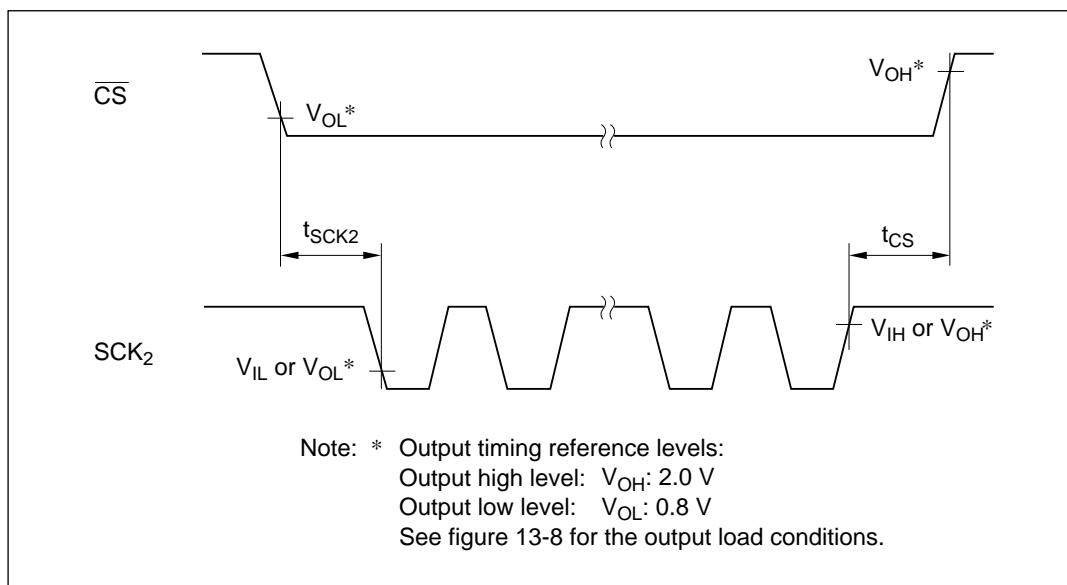 CS
VOL*
VOH*
tSCK2
tCS
SCK2
VIL or VOL*
VIH or VOH*
Note: * Output timing reference levels:
Output high level: VOH: 2.0 V
Output low level: VOL: 0.8 V
See figure 13-8 for the output load conditions.